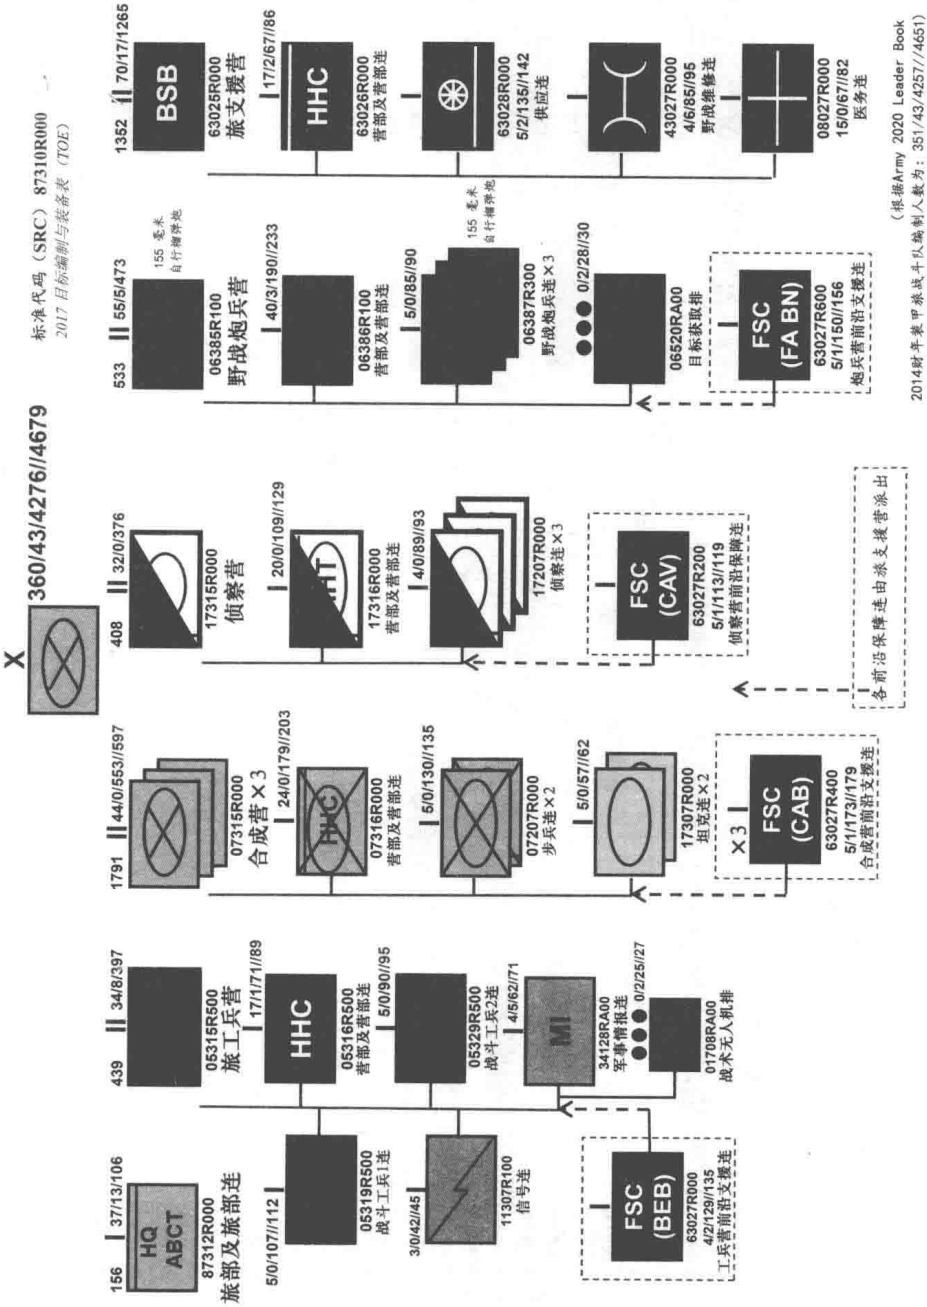 标准代码（SRC）87310R000
2017 目标编制与装备表（TOE）
X
360/43/4276//4679
156
37/13/106
HQ
ABCT
87312R000
旅部及旅部连
5/0/107//112
05319R500
战斗工兵1连
3/0/42//45
11307R100
信号连
FSC
(BEB)
63027R000
4/2/129//135
工兵营前沿支援连
439
34/8/397
05315R500
旅工兵营
17/1/71//89
HHC
05316R500
营部及营部连
5/0/90//95
05329R500
战斗工兵2连
4/5/62//71
MI
34128RA00
军事情报连
0/2/25//27
01708RA00
战术无人机排
1791
44/0/553//597
07315R000
合成营×3
24/0/179//203
HHC
07316R000
营部及营部连
5/0/130//135
07207R000
步兵连×2
5/0/57//62
17307R000
坦克连×2
×3
FSC
(CAB)
63027R400
5/1/173//179
合成营前沿支援连
408
32/0/376
17315R000
侦察营
20/0/109//129
HHT
17316R000
营部及营部连
4/0/89//93
17207R000
侦察连×3
FSC
(CAV)
63027R200
5/1/113//119
侦察营前沿保障连
各前沿保障连由旅支援营派出
533
55/5/473
155 毫米
自行榴弹炮
06385R100
野战炮兵营
40/3/190//233
06386R100
营部及营部连
5/0/85//90
155 毫米
自行榴弹炮
06387R300
野战炮兵连×3
0/2/28//30
06520RA00
目标获取排
FSC
(FA BN)
63027R600
5/1/150//156
炮兵营前沿支援连
1352
70/17/1265
BSB
63025R000
旅支援营
17/2/67//86
HHC
63026R000
营部及营部连
63028R000
5/2/135//142
供应连
43027R000
4/6/85//95
野战维修连
08027R000
15/0/67//82
医务连
（根据Army 2020 Leader Book
2014财年装甲旅战斗队编制人数为：351/43/4257//4651)